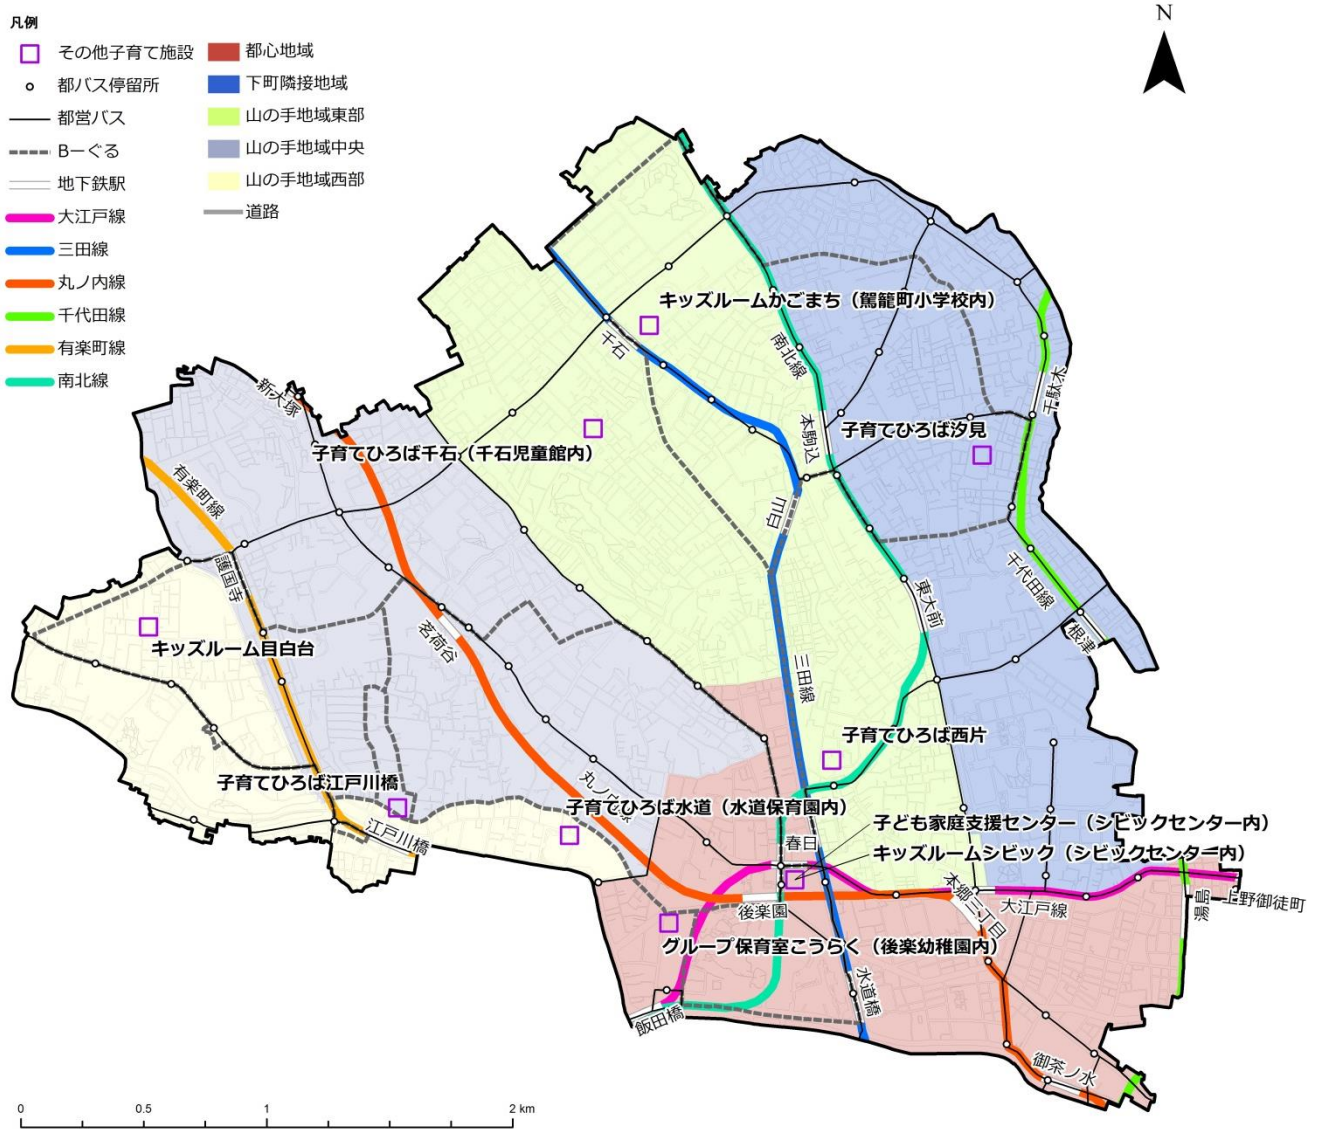 凡例
その他子育て施設
都バス停留所
都営バス
Bーぐる
地下鉄駅
大江戸線
三田線
丸ノ内線
千代田線
有楽町線
南北線
都心地域
下町隣接地域
山の手地域東部
山の手地域中央
山の手地域西部
道路
N
キッズルームかごまち（駕籠町小学校内）
千石
南北線
千駄木
新大塚
本駒込
子育てひろば汐見
子育てひろば千石（千石児童館内）
有楽町線
白山
護国寺
千代田線
東大前
根津
茗荷谷
キッズルーム目白台
三田線
子育てひろば西片
子育てひろば江戸川橋
丸ノ内線
子育てひろば水道（水道保育園内）
江戸川橋
春日
子ども家庭支援センター（シビックセンター内）
キッズルームシビック（シビックセンター内）
本郷三丁目
大江戸線
湯島
上野御徒町
後楽園
グループ保育室こうらく（後楽幼稚園内）
水道橋
飯田橋
御茶ノ水
0 0.5 1 2 km